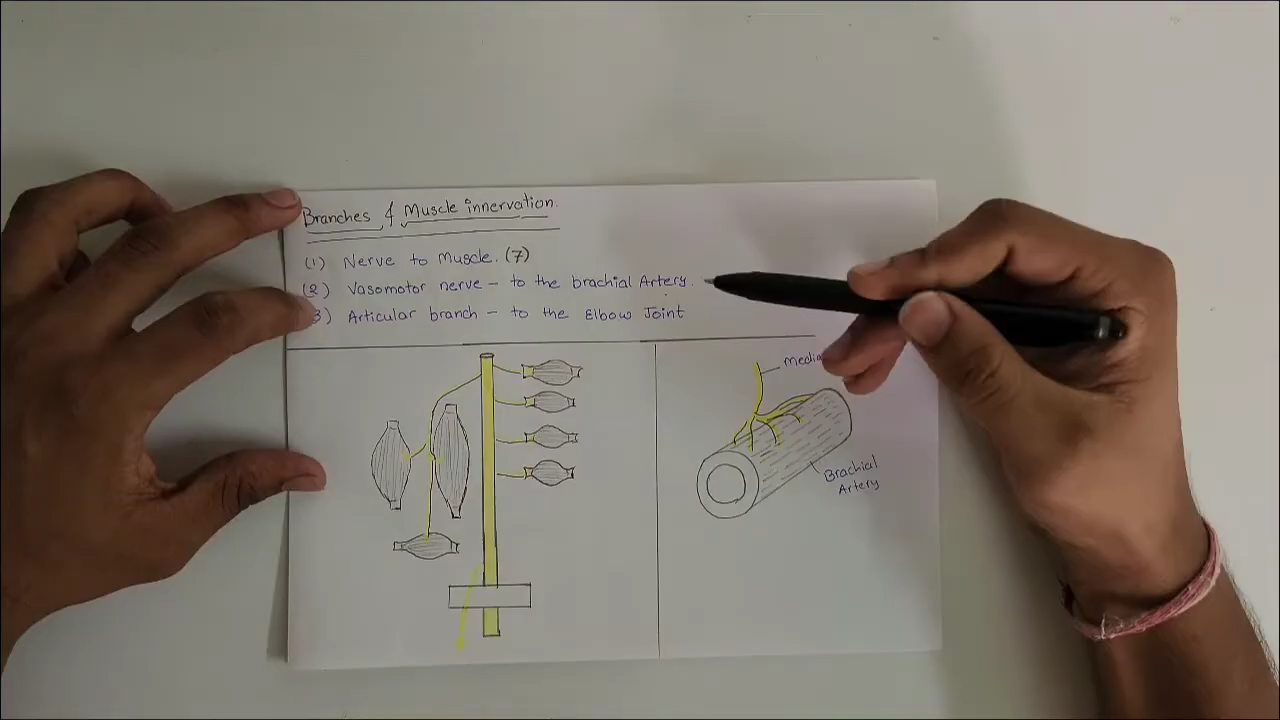 Branches & Muscle innervation.
(1) Nerve to Muscle. (7)
(2) Vasomotor nerve – to the brachial Artery.
3) Articular branch – to the Elbow Joint
Brachial
Artery